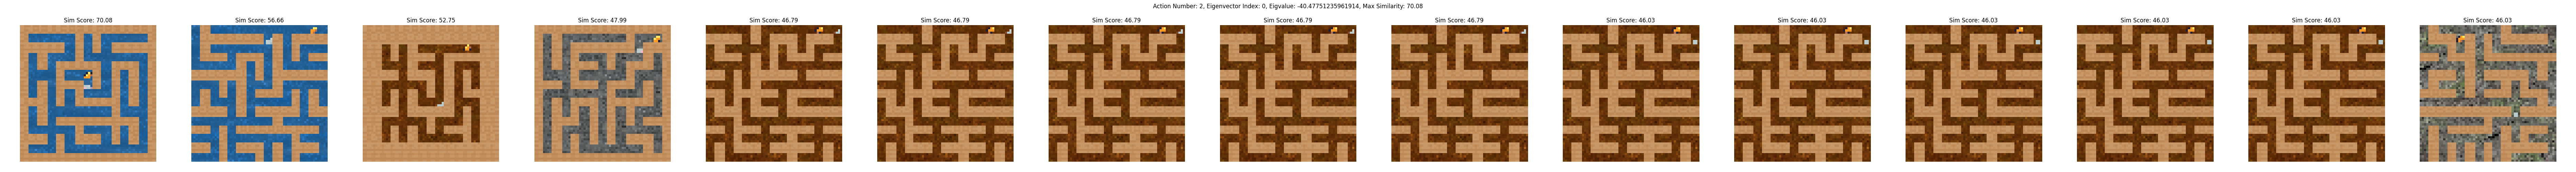 Action Number: 2, Eigenvector Index: 0, Eigvalue: -40.47751235961914, Max Similarity: 70.08
Sim Score: 70.08
Sim Score: 56.66
Sim Score: 52.75
Sim Score: 47.99
Sim Score: 46.79
Sim Score: 46.79
Sim Score: 46.79
Sim Score: 46.79
Sim Score: 46.79
Sim Score: 46.03
Sim Score: 46.03
Sim Score: 46.03
Sim Score: 46.03
Sim Score: 46.03
Sim Score: 46.03